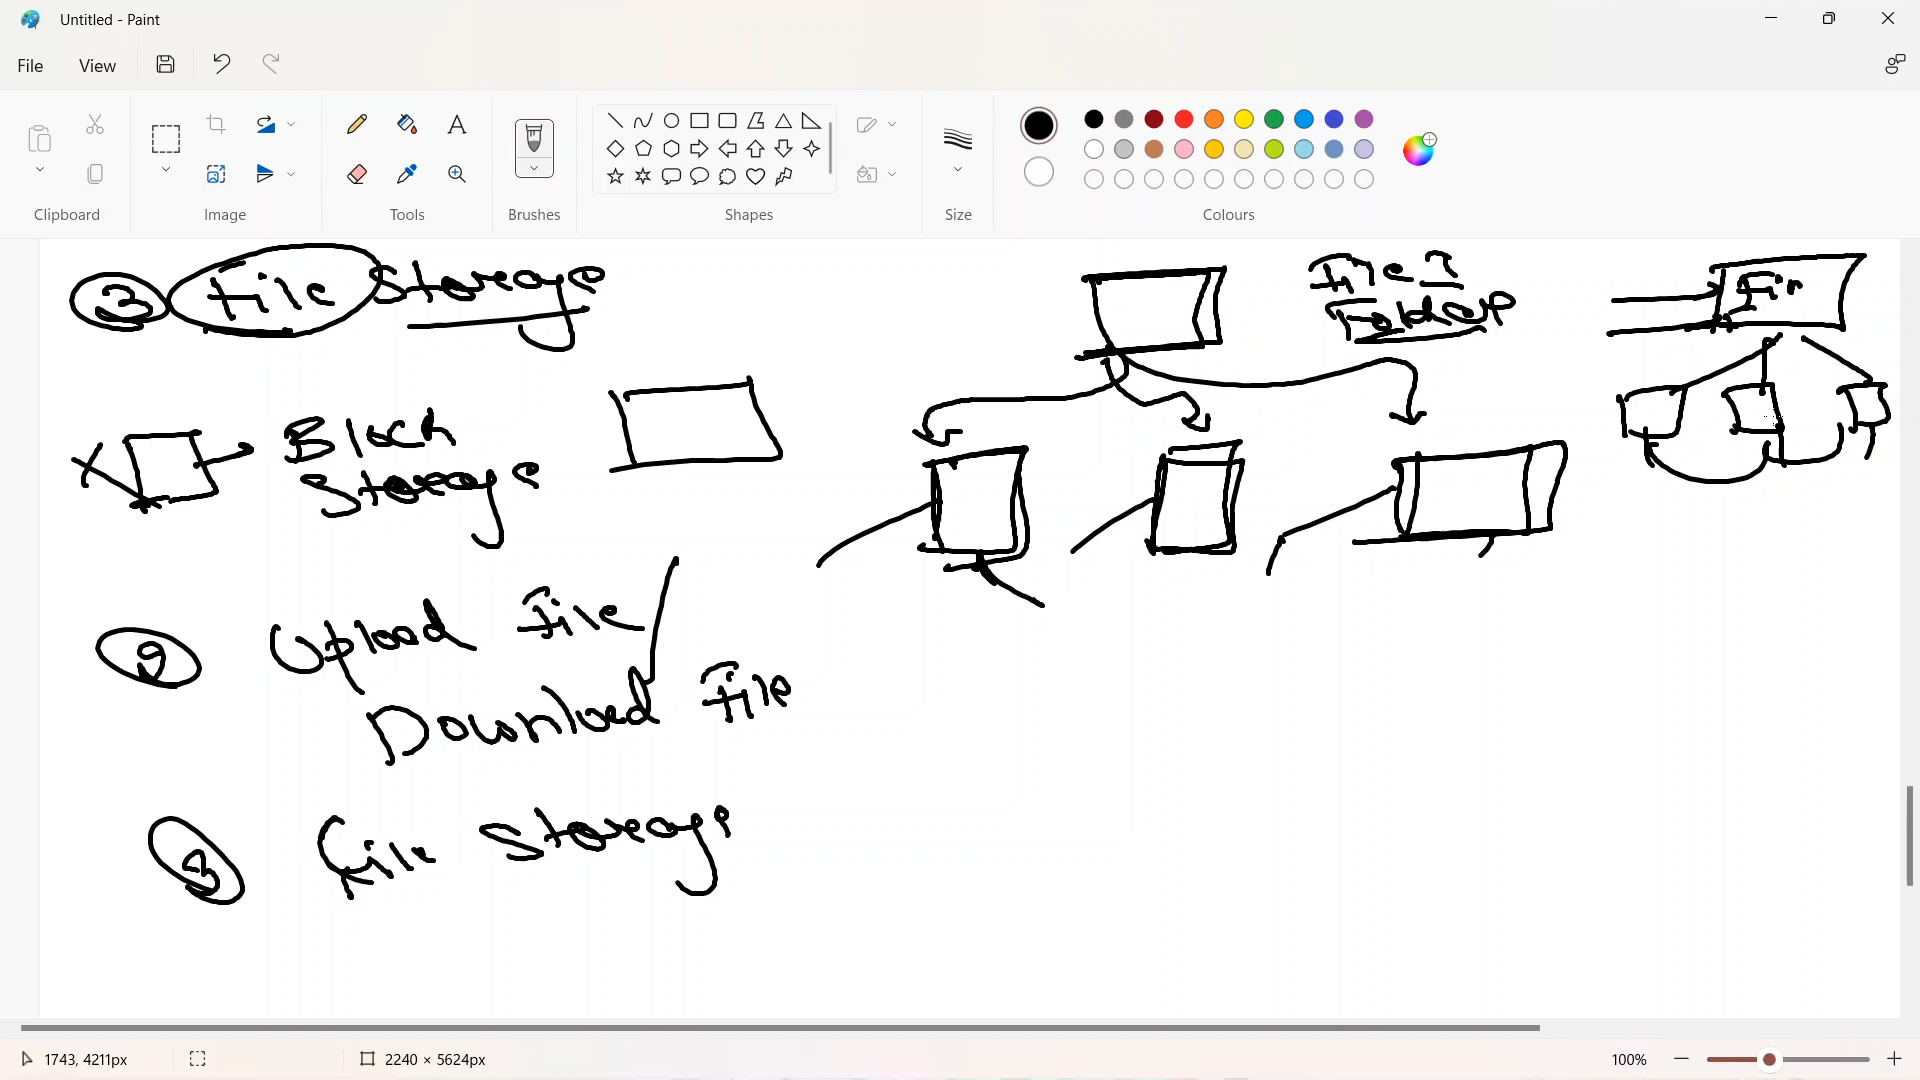 Untitled - Paint
File View
Clipboard Image Tools Brushes Shapes Size Colours
2 File Storage
File
Folder
Block
Storage
2 Upload File
Download File
3 File Storage
1743, 4211px
2240 × 5624px
100%